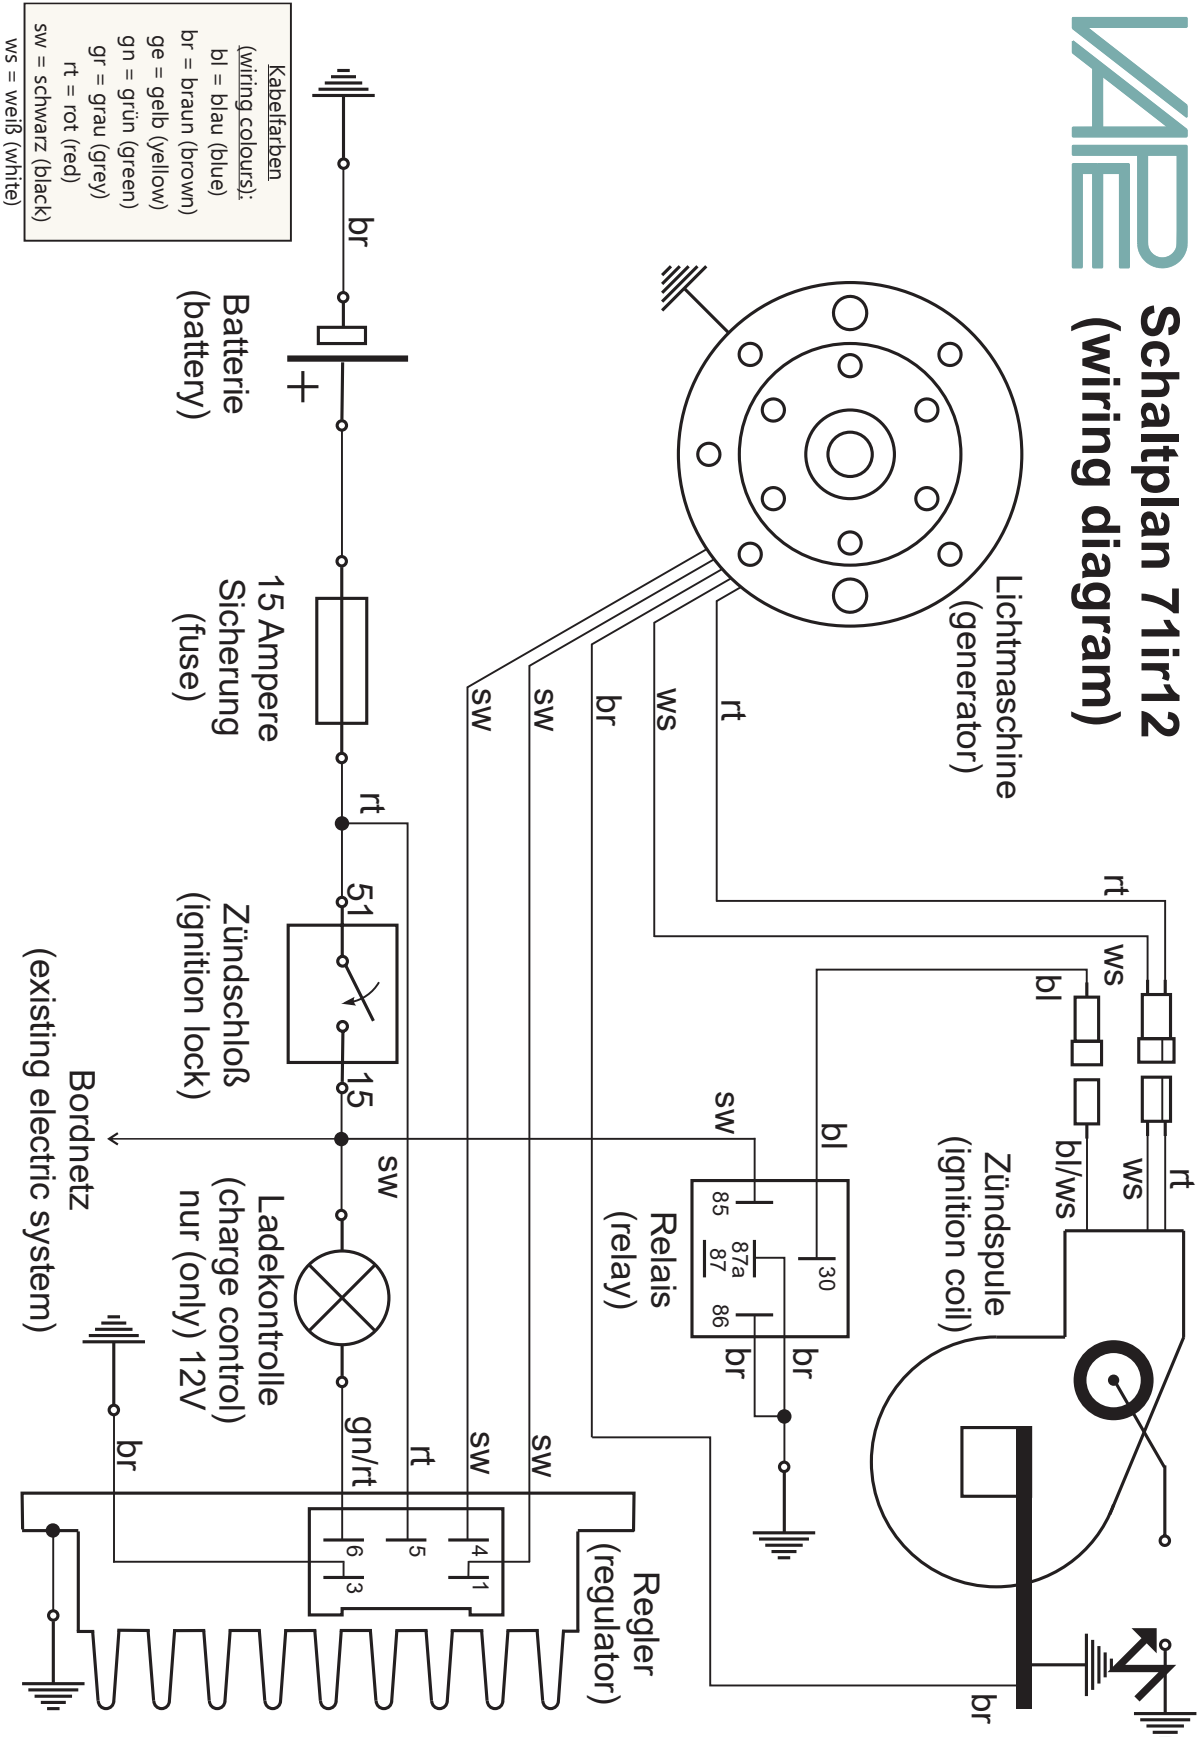 VAPE
Schaltplan 71ir12
(wiring diagram)
Lichtmaschine
(generator)
rt
ws
br
sw
sw
rt
ws
bl
rt
ws
bl/ws
Zündspule
(ignition coil)
bl
sw
30
85
87a
87
86
Relais
(relay)
br
br
br
Kabelfarben
(wiring colours):
bl = blau (blue)
br = braun (brown)
ge = gelb (yellow)
gn = grün (green)
gr = grau (grey)
rt = rot (red)
sw = schwarz (black)
ws = weiß (white)
br
+
Batterie
(battery)
15 Ampere
Sicherung
(fuse)
rt
51
15
Zündschloß
(ignition lock)
sw
Bordnetz
(existing electric system)
Ladekontrolle
(charge control)
nur (only) 12V
gn/rt
rt
sw
sw
br
4
1
5
6
3
Regler
(regulator)